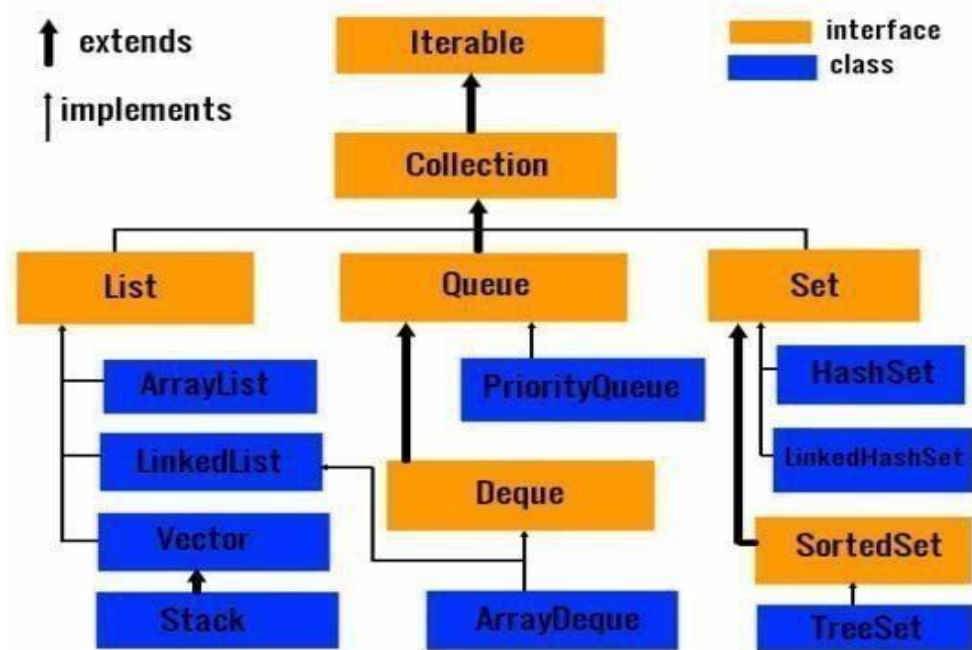 extends
implements
interface
class
Iterable
Collection
List
Queue
Set
ArrayList
PriorityQueue
HashSet
LinkedList
Deque
LinkedHashSet
Vector
SortedSet
Stack
ArrayDeque
TreeSet